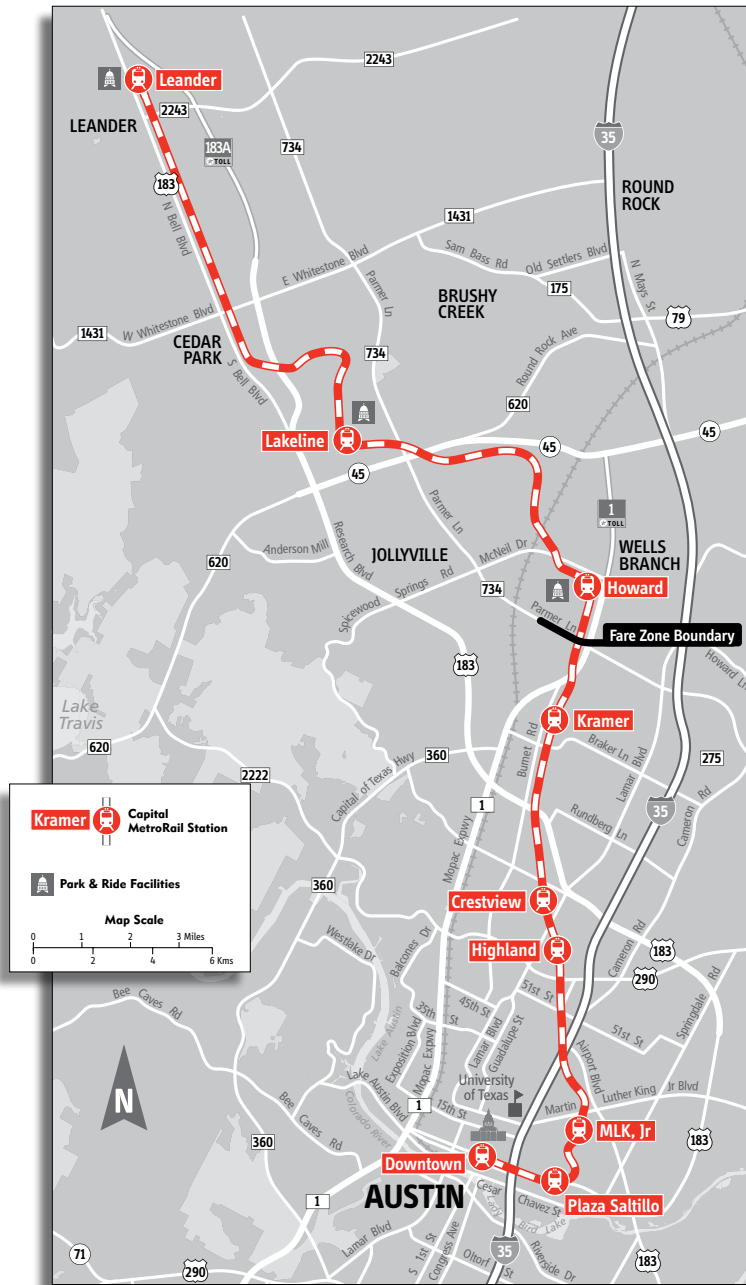 2243
Leander
2243
LEANDER
183A
TOLL
734
35
183
N Bell Blvd
ROUND
ROCK
1431
Sam Bass Rd
Old Settlers Blvd
E Whitestone Blvd
Parmer Ln
N Mays St
175
BRUSHY
CREEK
79
W Whitestone Blvd
1431
CEDAR
PARK
734
Round Rock Ave
S Bell Blvd
620
Lakeline
45
45
45
Parmer Ln
1
TOLL
Research Blvd
Anderson Mill
JOLLYVILLE
McNeil Dr
WELLS
BRANCH
620
Spicewood Springs Rd
734
Howard
Parmer Ln
Fare Zone Boundary
183
Howard Ln
Lake
Travis
Kramer
620
360
Burnet Rd
Braker Ln
Lamar Blvd
275
2222
Capital of Texas Hwy
1
Mopac Expwy
Rundberg Ln
35
Cameron Rd
Kramer
Capital
MetroRail Station
Park & Ride Facilities
Map Scale
0 1 2 3 Miles
0 2 4 6 Kms
360
Crestview
Westlake Dr
Balcones Dr
Highland
Cameron Rd
183
290
Bee Caves Rd
51st St
Springdale Rd
35th St
45th St
51st St
Lake Austin
Exposition Blvd
Mopac Expwy
Lamar Blvd
Guadalupe St
Airport Blvd
N
Lake Austin Blvd
University
of Texas
Colorado River
1
15th St
Martin Luther King Jr Blvd
Bee Caves Rd
MLK, Jr
360
183
Downtown
AUSTIN
Cesar Chavez St
Plaza Saltillo
Lady Bird Lake
1
Lamar Blvd
S 1st St
Congress Ave
35
Oltorf St
Riverside Dr
71
290
183